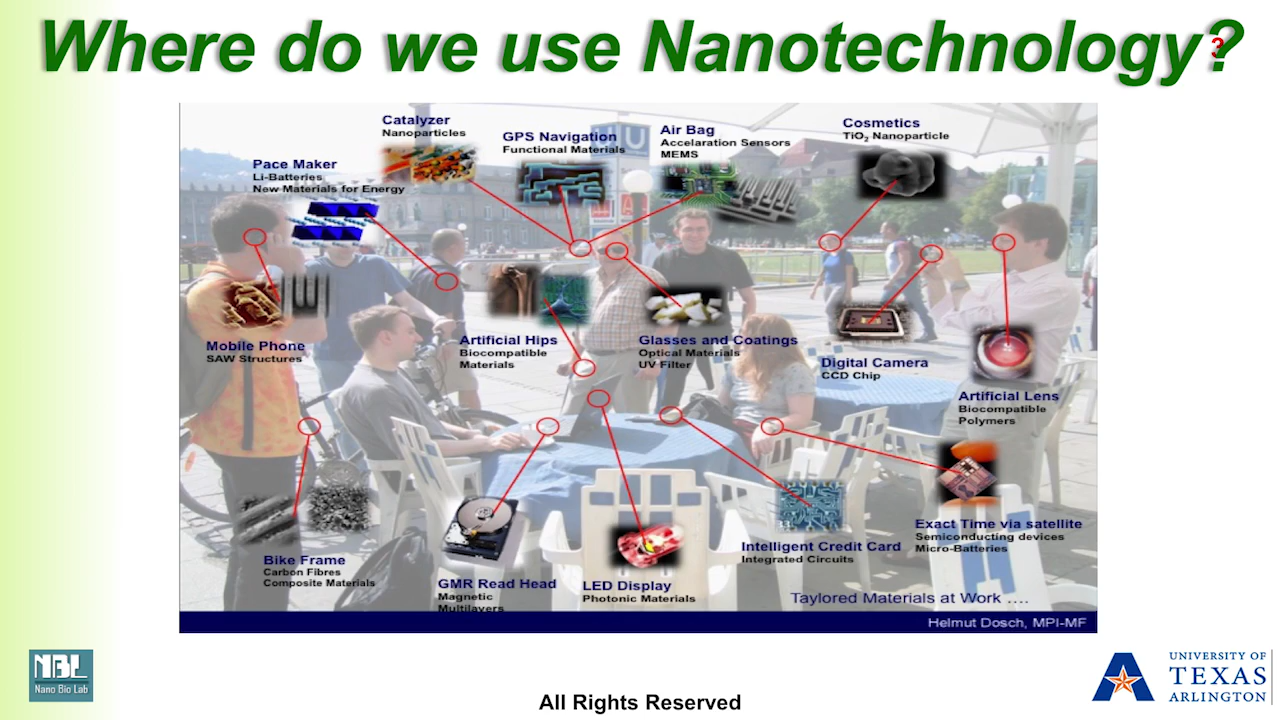 Where do we use Nanotechnology?
?
Catalyzer
Nanoparticles
GPS Navigation
Functional Materials
U
Air Bag
Accelaration Sensors
MEMS
Cosmetics
TiO2 Nanoparticle
Pace Maker
Li-Batteries
New Materials for Energy
A
Mobile Phone
SAW Structures
Artificial Hips
Biocompatible
Materials
Glasses and Coatings
Optical Materials
UV Filter
Digital Camera
CCD Chip
Artificial Lens
Biocompatible
Polymers
Bike Frame
Carbon Fibres
Composite Materials
GMR Read Head
Magnetic
Multilayers
LED Display
Photonic Materials
Intelligent Credit Card
Integrated Circuits
Exact Time via satellite
Semiconducting devices
Micro-Batteries
Taylored Materials at Work ....
Helmut Dosch, MPI-MF
NBL
Nano Bio Lab
All Rights Reserved
A
UNIVERSITY OF
TEXAS
ARLINGTON